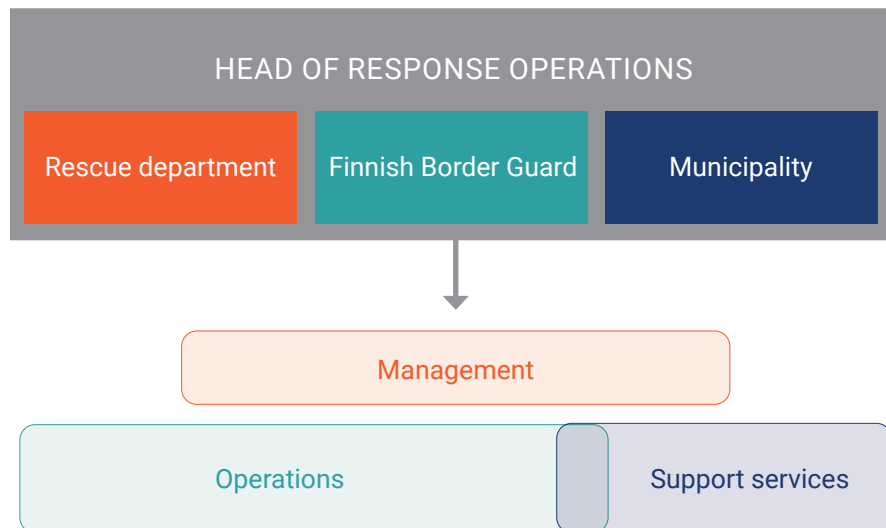 HEAD OF RESPONSE OPERATIONS
Rescue department
Finnish Border Guard
Municipality
Management
Operations
Support services